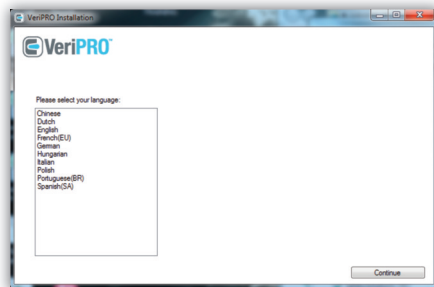 VeriPRO Installation
VeriPRO™
Please select your language:
Chinese
Dutch
English
French(EU)
German
Hungarian
Italian
Polish
Portuguese(BR)
Spanish(SA)
Continue